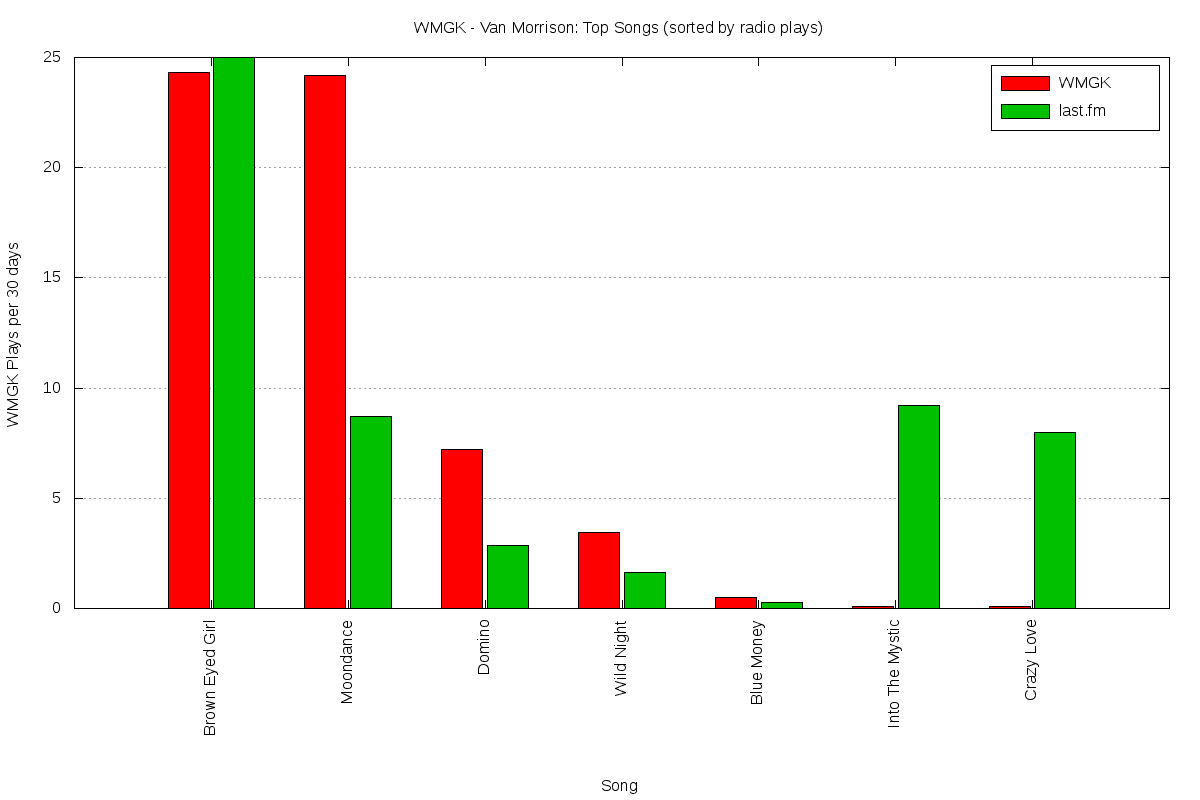 WMGK - Van Morrison: Top Songs (sorted by radio plays)
WMGK
last.fm
25
20
15
10
5
0
WMGK Plays per 30 days
Brown Eyed Girl
Moondance
Domino
Wild Night
Blue Money
Into The Mystic
Crazy Love
Song